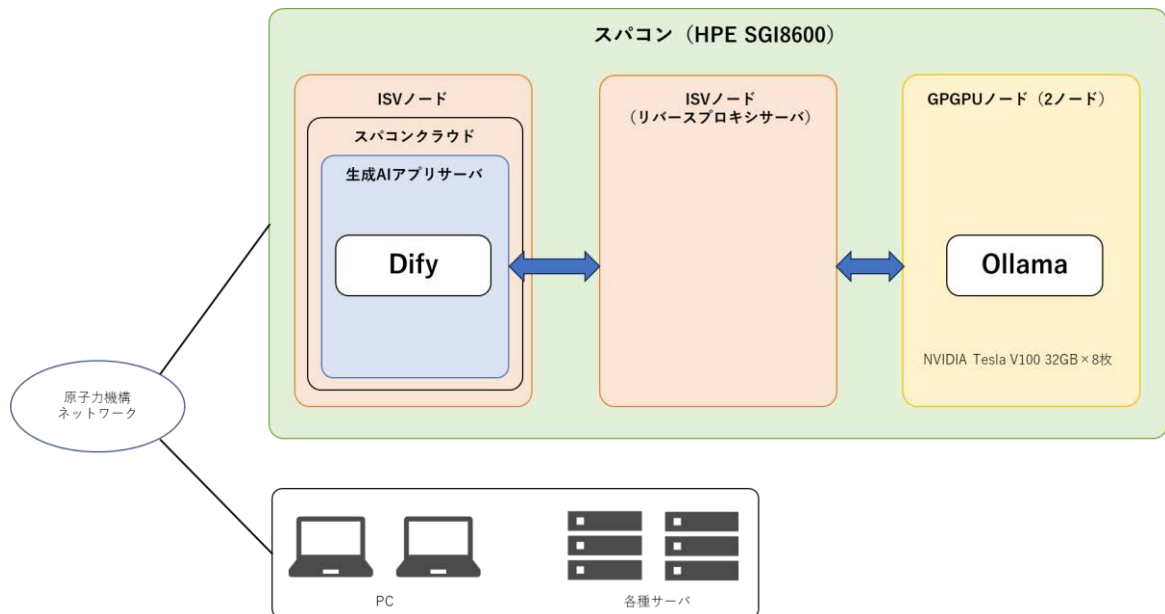 スパコン（HPE SGI8600）
ISVノード
スパコンクラウド
生成AIアプリサーバ
Dify
ISVノード
（リバースプロキシサーバ）
GPGPUノード（2ノード）
Ollama
NVIDIA Tesla V100 32GB×8枚
原子力機構
ネットワーク
PC
各種サーバ